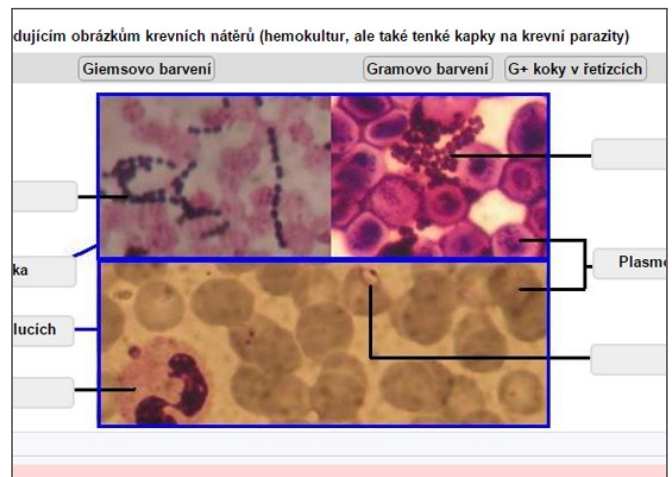 dujícím obrázkům krevních nátěrů (hemokultur, ale také tenké kapky na krevní parazity)
Giemsovo barvení Gramovo barvení G+ koky v řetízcích
ka
Plasmo
lucích